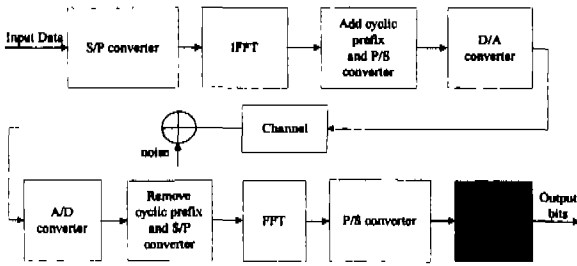 Input Data
S/P converter
IFFT
Add cyclic
prefix
and P/S
converter
D/A
converter
Channel
noise
A/D
converter
Remove
cyclic prefix
and S/P
converter
FFT
P/S converter
Output
bits